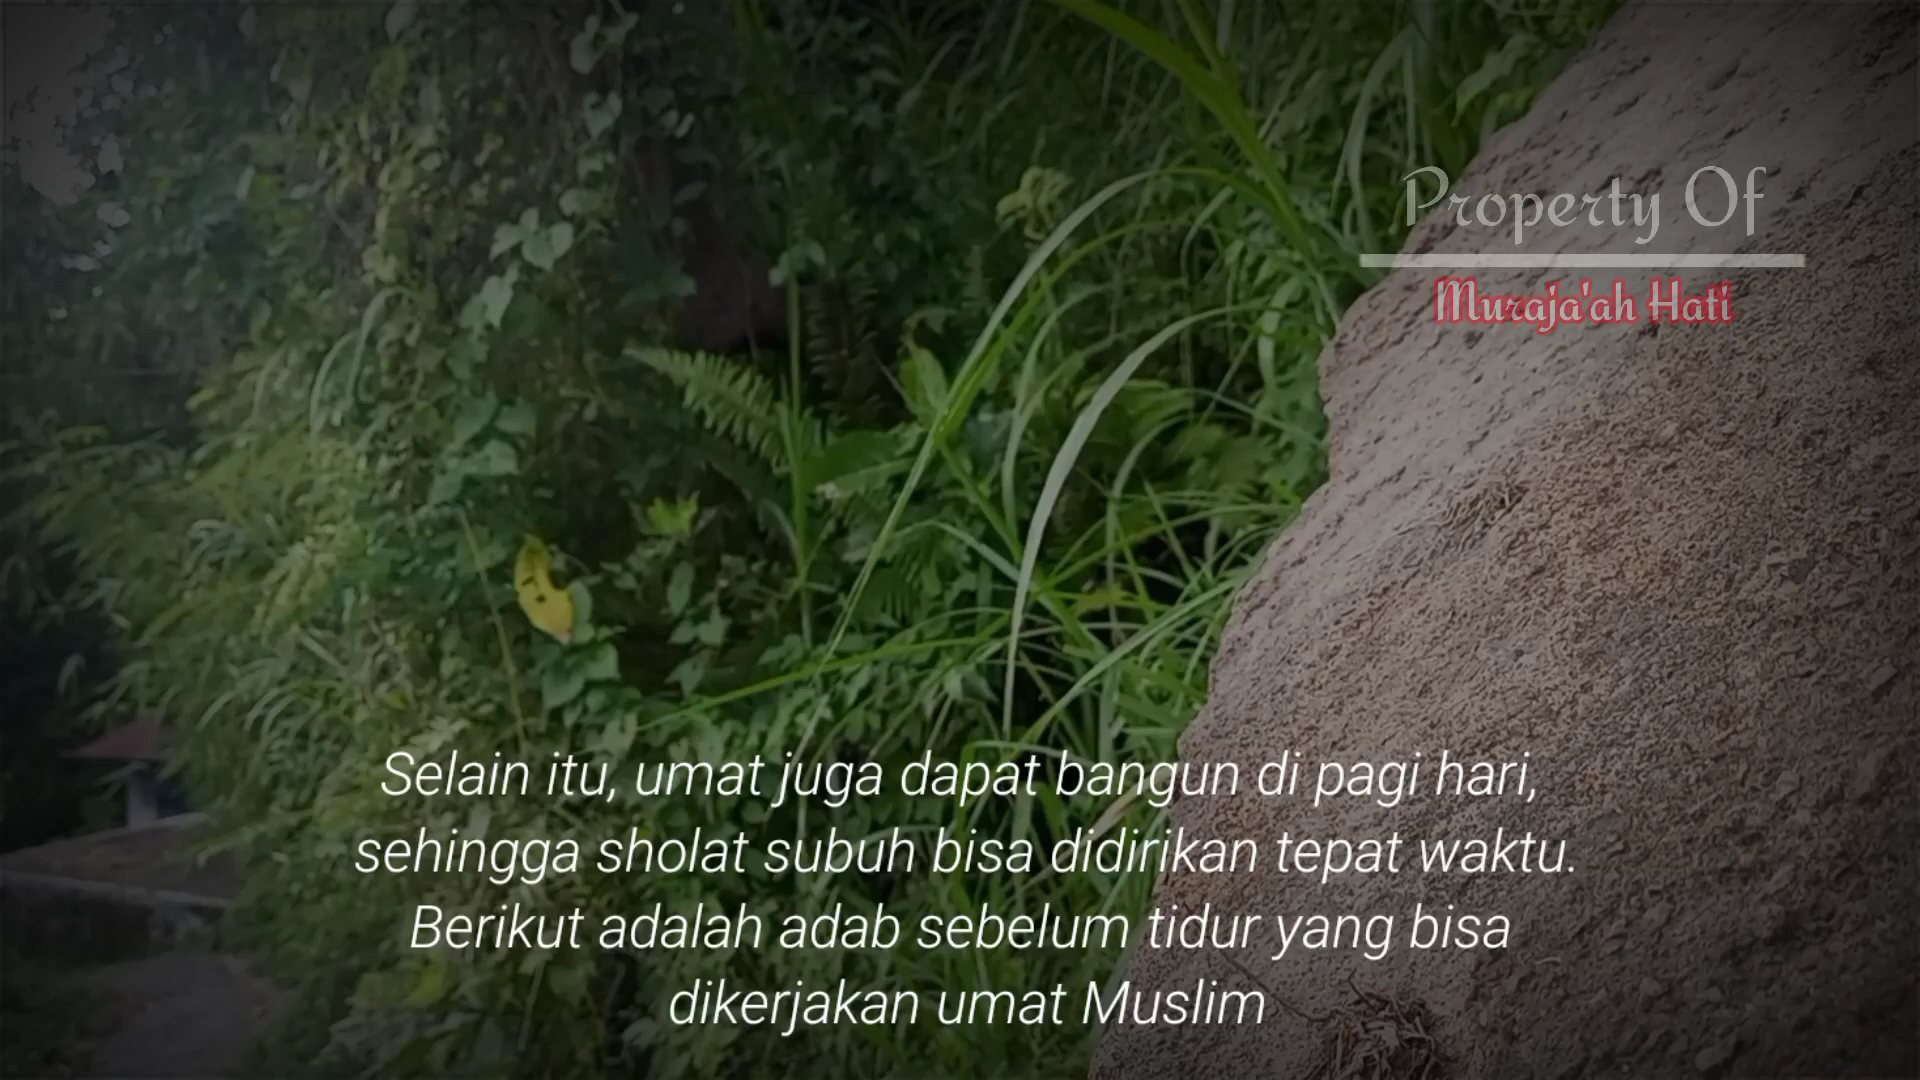 Property Of
Muraja'ah Hati
Selain itu, umat juga dapat bangun di pagi hari,
sehingga sholat subuh bisa didirikan tepat waktu.
Berikut adalah adab sebelum tidur yang bisa
dikerjakan umat Muslim